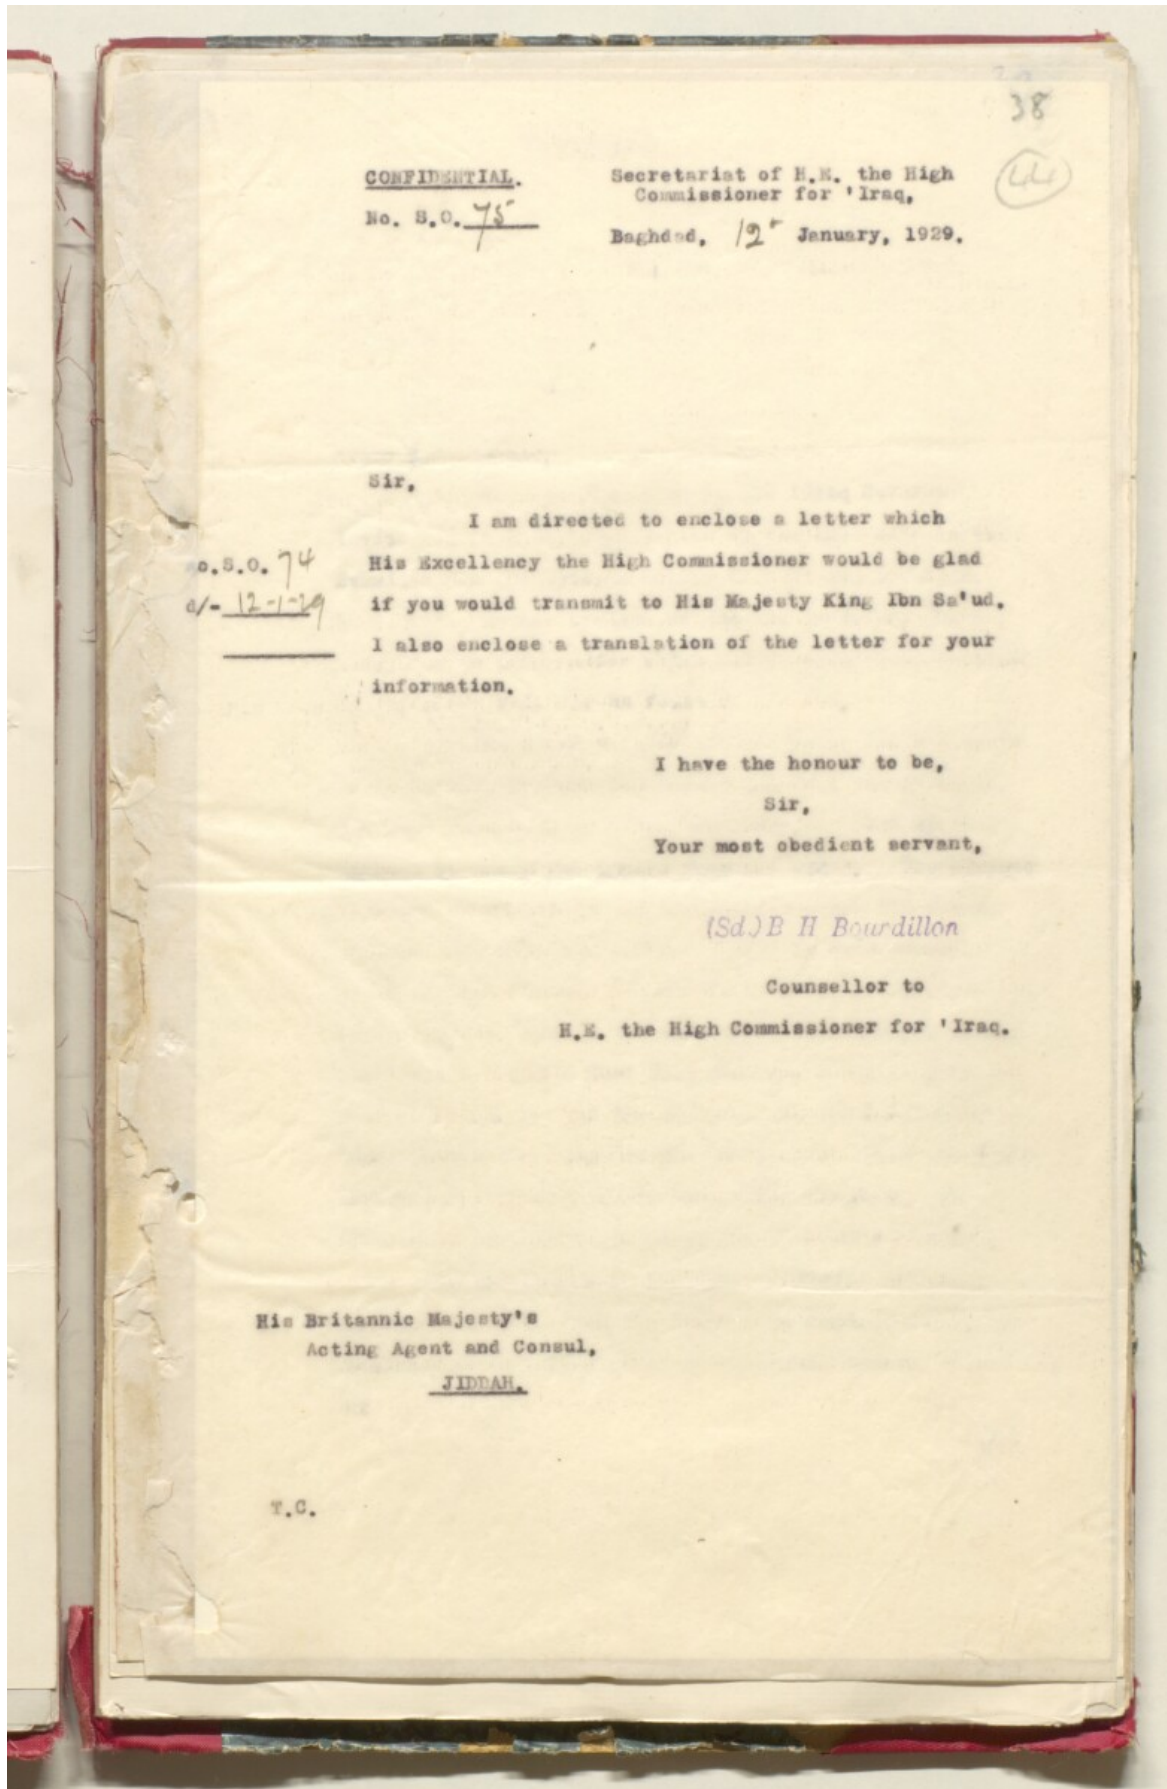 38
44
CONFIDENTIAL.
No. S.O. 75
Secretariat of H.E. the High
Commissioner for 'Iraq,
Baghdad, 12 January, 1929.
Sir,
I am directed to enclose a letter which
His Excellency the High Commissioner would be glad
if you would transmit to His Majesty King Ibn Sa'ud.
I also enclose a translation of the letter for your
information.
o.S.O. 74
d/- 12-1-29
I have the honour to be,
Sir,
Your most obedient servant,
(Sd.) B H Bourdillon
Counsellor to
H.E. the High Commissioner for 'Iraq.
His Britannic Majesty's
Acting Agent and Consul,
JIDDAH.
T.C.